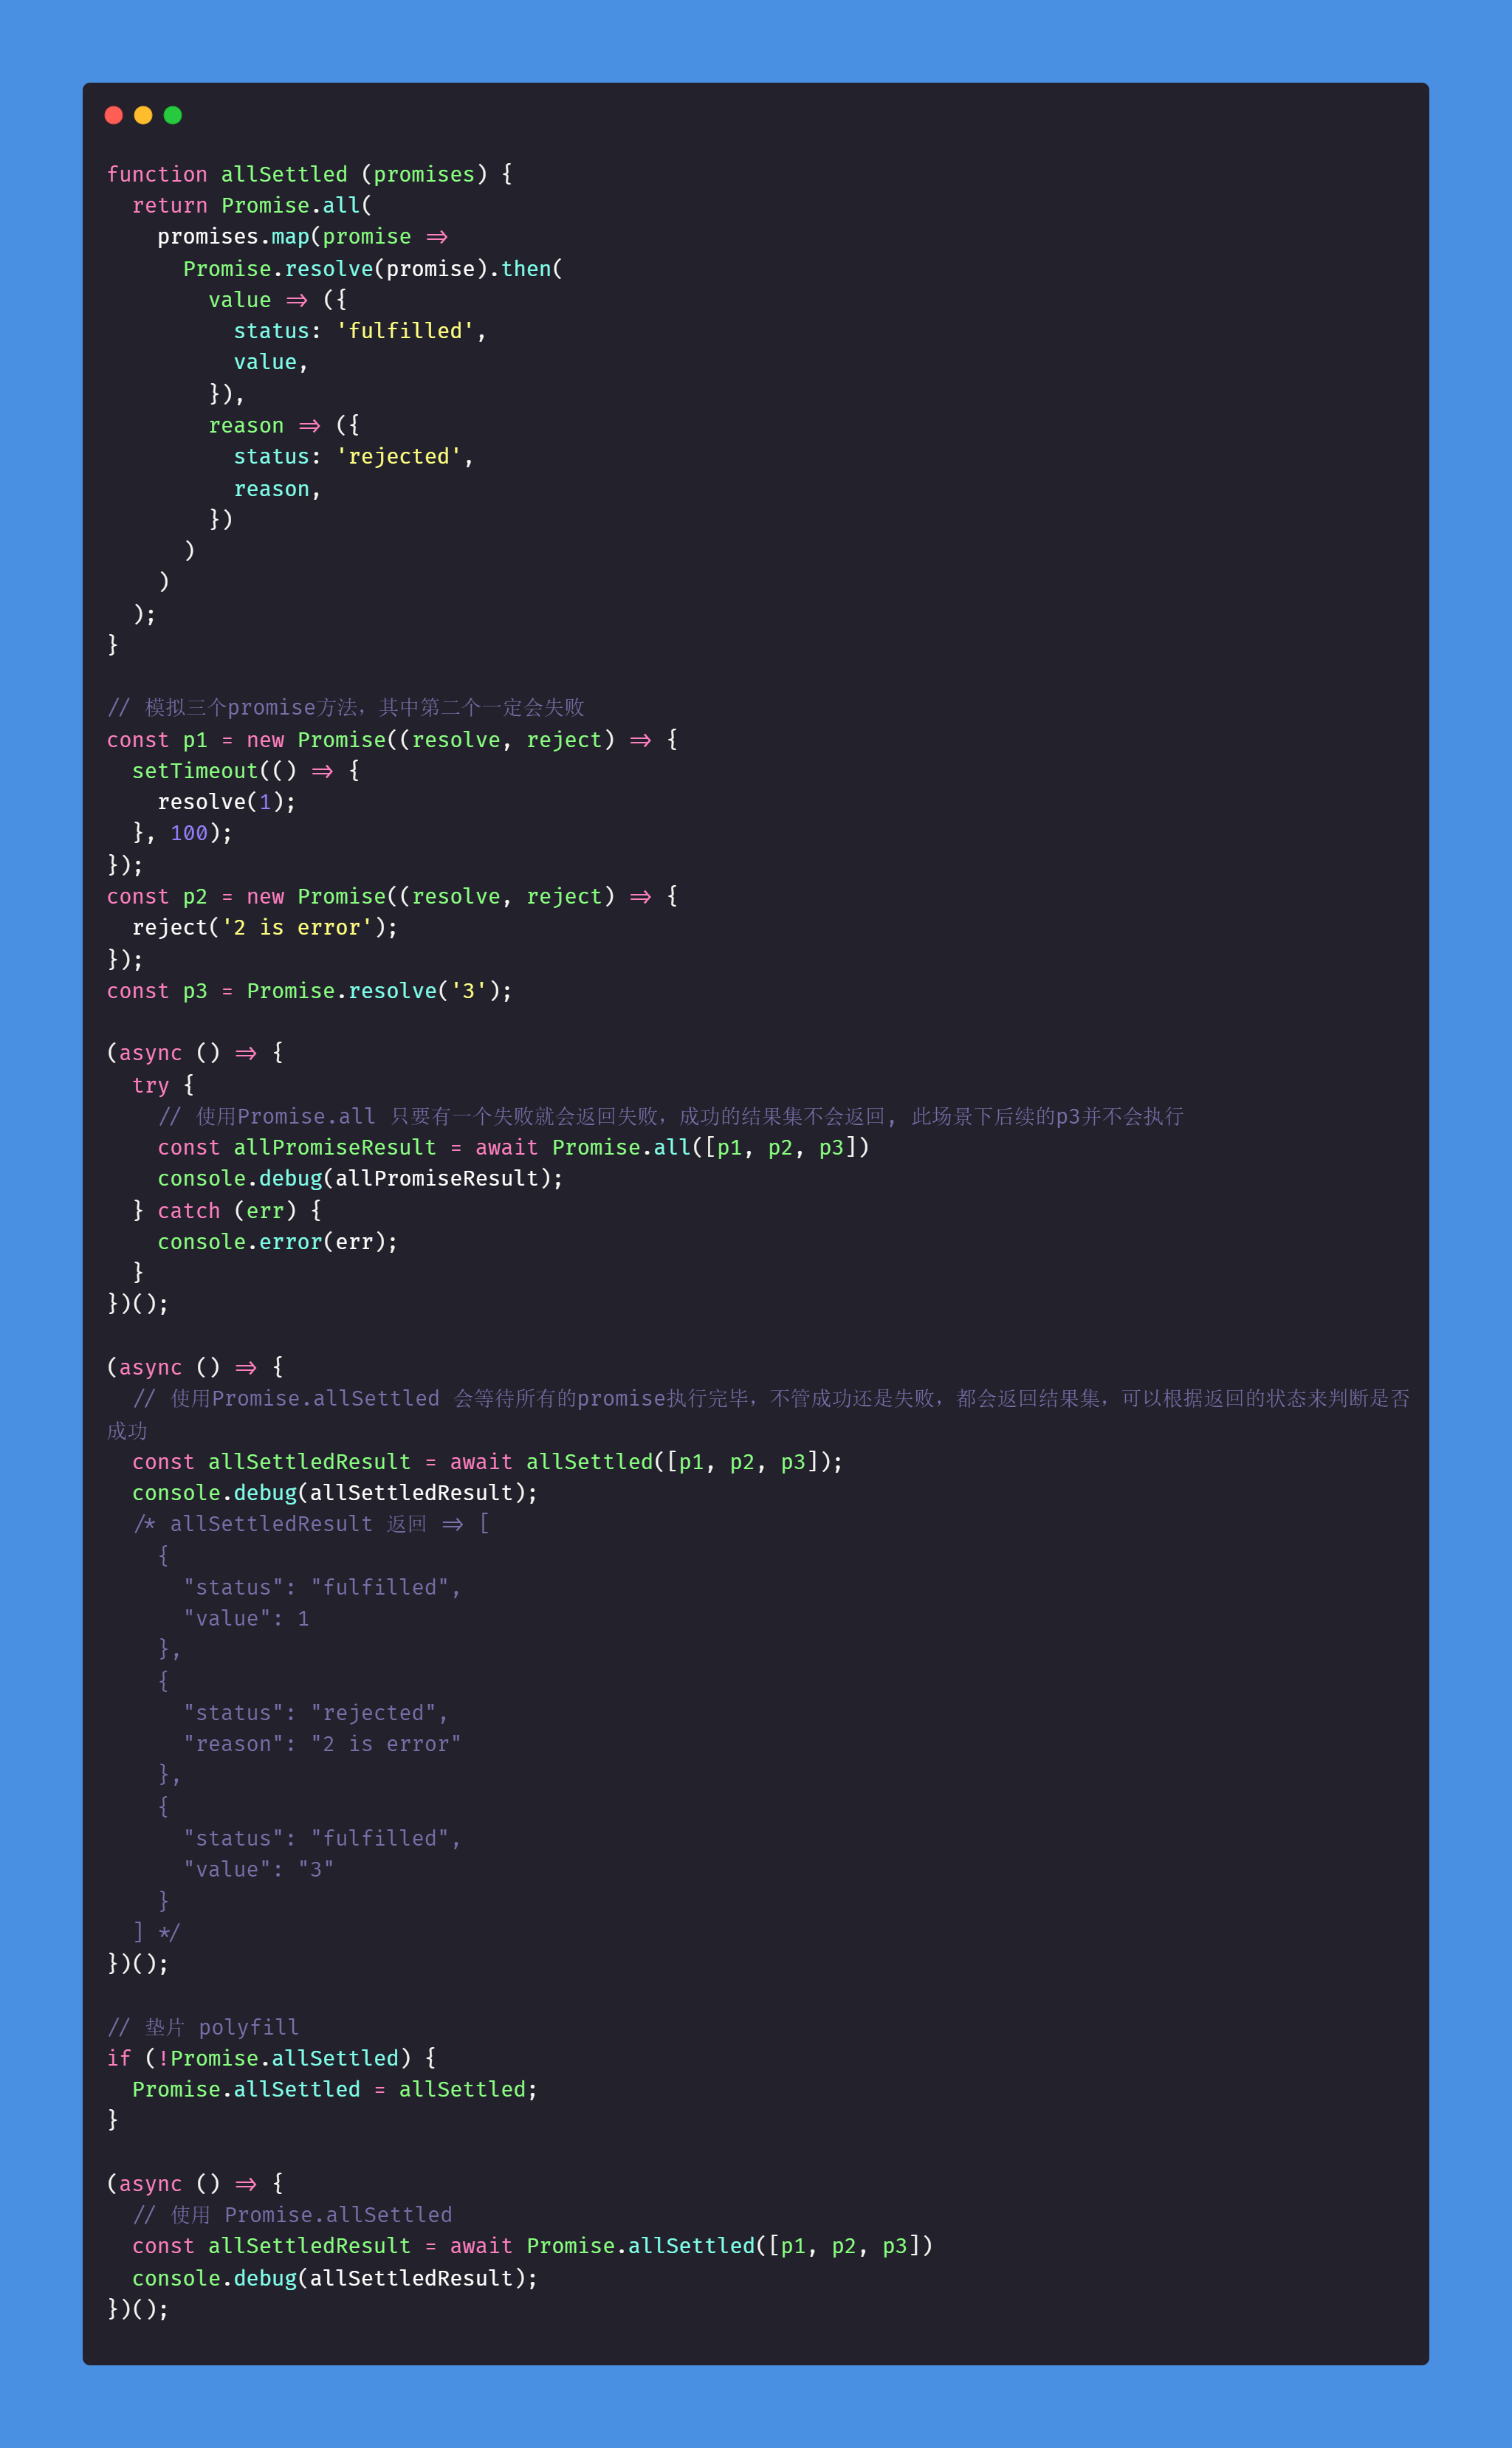 function allSettled (promises) {
  return Promise.all(
    promises.map(promise =>
      Promise.resolve(promise).then(
        value => ({
          status: 'fulfilled',
          value,
        }),
        reason => ({
          status: 'rejected',
          reason,
        })
      )
    )
  );
}

// 模拟三个promise方法，其中第二个一定会失败
const p1 = new Promise((resolve, reject) => {
  setTimeout(() => {
    resolve(1);
  }, 100);
});
const p2 = new Promise((resolve, reject) => {
  reject('2 is error');
});
const p3 = Promise.resolve('3');

(async () => {
  try {
    // 使用Promise.all 只要有一个失败就会返回失败，成功的结果集不会返回, 此场景下后续的p3并不会执行
    const allPromiseResult = await Promise.all([p1, p2, p3])
    console.debug(allPromiseResult);
  } catch (err) {
    console.error(err);
  }
})();

(async () => {
  // 使用Promise.allSettled 会等待所有的promise执行完毕，不管成功还是失败，都会返回结果集，可以根据返回的状态来判断是否
成功
  const allSettledResult = await allSettled([p1, p2, p3]);
  console.debug(allSettledResult);
  /* allSettledResult 返回 => [
    {
      "status": "fulfilled",
      "value": 1
    },
    {
      "status": "rejected",
      "reason": "2 is error"
    },
    {
      "status": "fulfilled",
      "value": "3"
    }
  ] */
})();

// 垫片 polyfill
if (!Promise.allSettled) {
  Promise.allSettled = allSettled;
}

(async () => {
  // 使用 Promise.allSettled
  const allSettledResult = await Promise.allSettled([p1, p2, p3])
  console.debug(allSettledResult);
})();